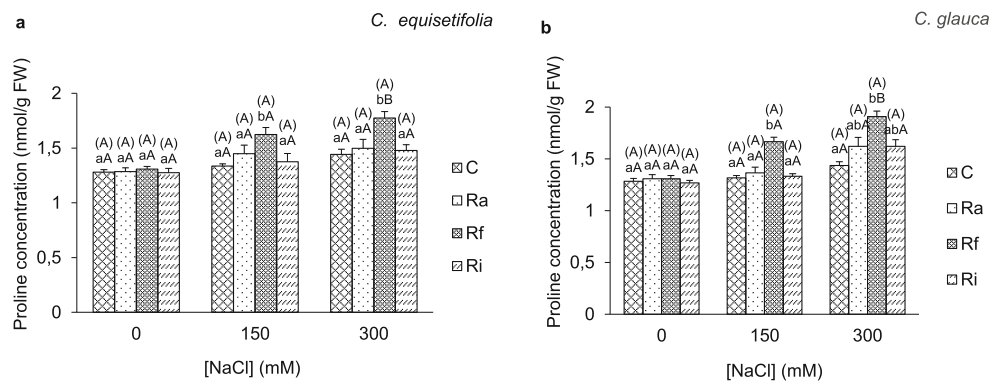 a
C. equisetifolia
Proline concentration (nmol/g FW)
2
1,5
1
0,5
0
(A) (A) (A) (A)
aA aA aA aA
(A) (A) (A) (A)
aA aA bA aA
(A) (A) (A) (A)
aA aA bB aA
0 150 300
[NaCl] (mM)
C
Ra
Rf
Ri
b
C. glauca
Proline concentration (nmol/g FW)
2
1,5
1
0,5
0
(A) (A) (A) (A)
aA aA aA aA
(A) (A) (A) (A)
aA aA bA aA
(A) (A) (A) (A)
aA abA bB abA
0 150 300
[NaCl] (mM)
C
Ra
Rf
Ri